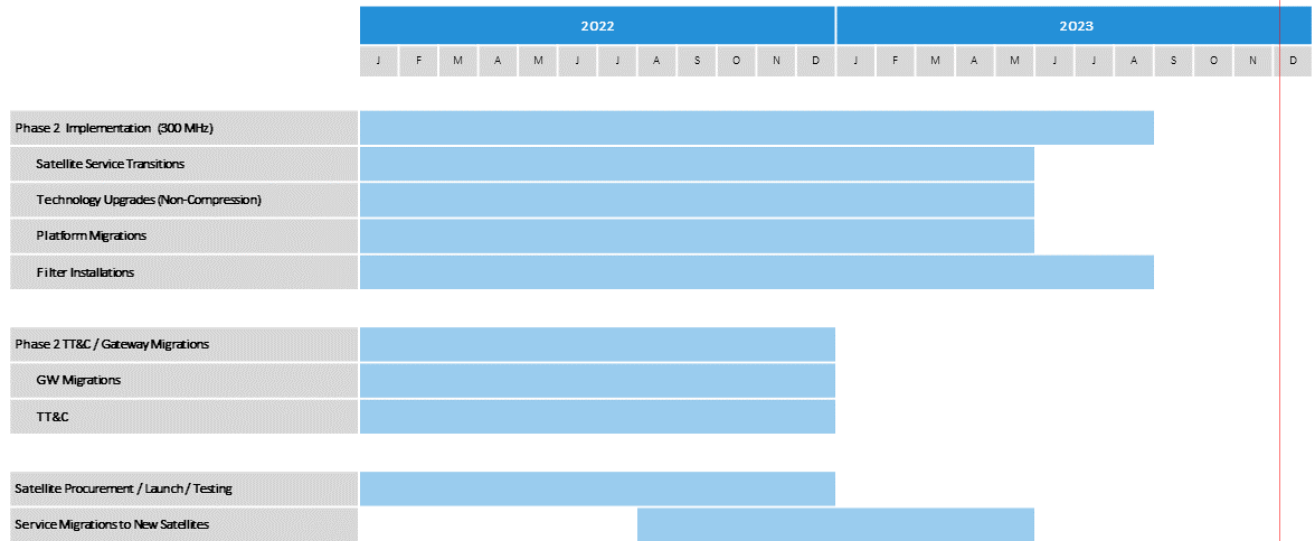 2022 2023
J F M A M J J A S O N D J F M A M J J A S O N D
Phase 2 Implementation (300 MHz)
Satellite Service Transitions
Technology Upgrades (Non-Compression)
Platform Migrations
Filter Installations
Phase 2 TT&C / Gateway Migrations
GW Migrations
TT&C
Satellite Procurement / Launch / Testing
Service Migrations to New Satellites